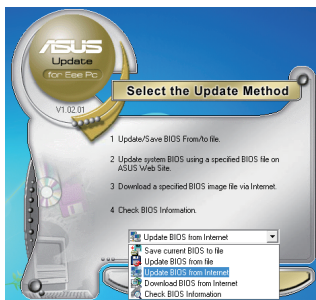 ASUS
Update
for Eee Pc
V1.02.01
Select the Update Method
1 Update/Save BIOS From/to file.
2 Update system BIOS using a specified BIOS file on
ASUS Web Site.
3 Download a specified BIOS image file via Internet.
4 Check BIOS Information.
Update BIOS from Internet
Save current BIOS to file
Update BIOS from file
Update BIOS from Internet
Download BIOS from Internet
Check BIOS Information